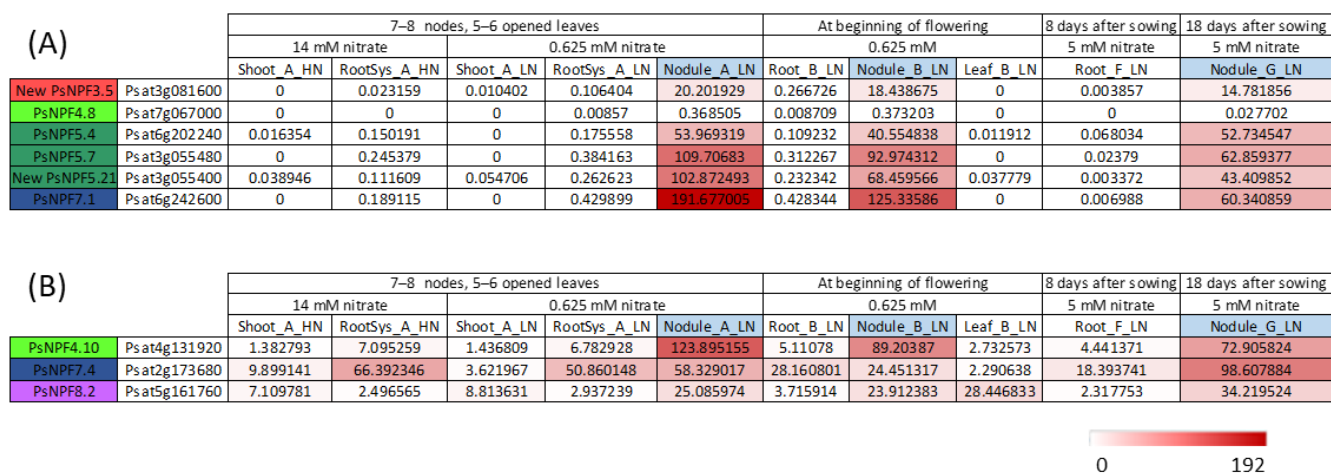 (A)
7–8 nodes, 5–6 opened leaves At beginning of flowering 8 days after sowing 18 days after sowing
14 mM nitrate 0.625 mM nitrate 0.625 mM 5 mM nitrate 5 mM nitrate
Shoot_A_HN RootSys_A_HN Shoot_A_LN RootSys_A_LN Nodule_A_LN Root_B_LN Nodule_B_LN Leaf_B_LN Root_F_LN Nodule_G_LN
New PsNPF3.5 Psat3g081600 0 0.023159 0.010402 0.106404 20.201929 0.266726 18.438675 0 0.003857 14.781856
PsNPF4.8 Psat7g067000 0 0 0 0.00857 0.368505 0.008709 0.373203 0 0 0.027702
PsNPF5.4 Psat6g202240 0.016354 0.150191 0 0.175558 53.969319 0.109232 40.554838 0.011912 0.068034 52.734547
PsNPF5.7 Psat3g055480 0 0.245379 0 0.384163 109.70683 0.312267 92.974312 0 0.02379 62.859377
New PsNPF5.21 Psat3g055400 0.038946 0.111609 0.054706 0.262623 102.872493 0.232342 68.459566 0.037779 0.003372 43.409852
PsNPF7.1 Psat6g242600 0 0.189115 0 0.429899 191.677005 0.428344 125.33586 0 0.006988 60.340859
(B)
7–8 nodes, 5–6 opened leaves At beginning of flowering 8 days after sowing 18 days after sowing
14 mM nitrate 0.625 mM nitrate 0.625 mM 5 mM nitrate 5 mM nitrate
Shoot_A_HN RootSys_A_HN Shoot_A_LN RootSys_A_LN Nodule_A_LN Root_B_LN Nodule_B_LN Leaf_B_LN Root_F_LN Nodule_G_LN
PsNPF4.10 Psat4g131920 1.382793 7.095259 1.436809 6.782928 123.895155 5.11078 89.20387 2.732573 4.441371 72.905824
PsNPF7.4 Psat2g173680 9.899141 66.392346 3.621967 50.860148 58.329017 28.160801 24.451317 2.290638 18.393741 98.607884
PsNPF8.2 Psat5g161760 7.109781 2.496565 8.813631 2.937239 25.085974 3.715914 23.912383 28.446833 2.317753 34.219524
0 192